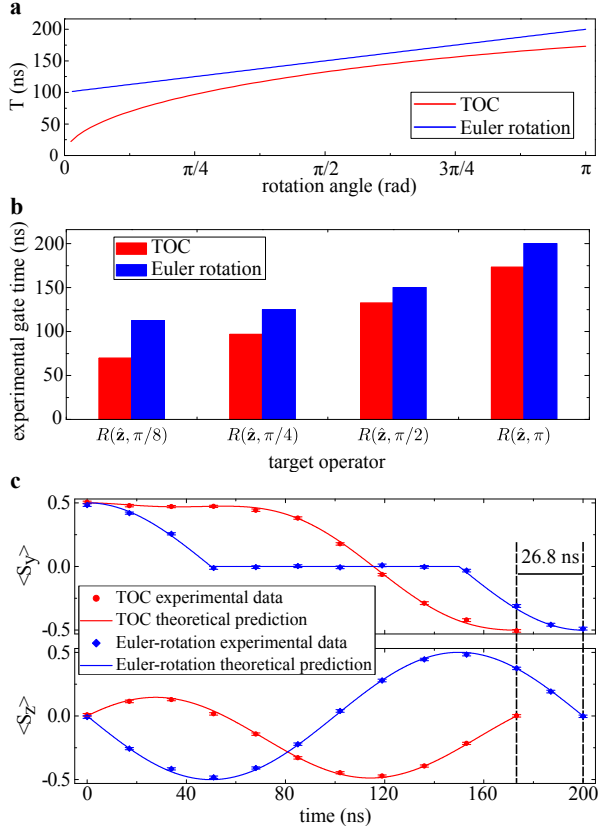 a
T (ns)
200
150
100
50
0
0 π/4 π/2 3π/4 π
rotation angle (rad)
TOC
Euler rotation
b
experimental gate time (ns)
200
150
100
50
0
TOC
Euler rotation
R(ẑ, π/8) R(ẑ, π/4) R(ẑ, π/2) R(ẑ, π)
target operator
c
<S_y>
0.5
0.0
-0.5
26.8 ns
TOC experimental data
TOC theoretical prediction
Euler-rotation experimental data
Euler-rotation theoretical prediction
<S_z>
0.0
-0.5
0 40 80 120 160 200
time (ns)